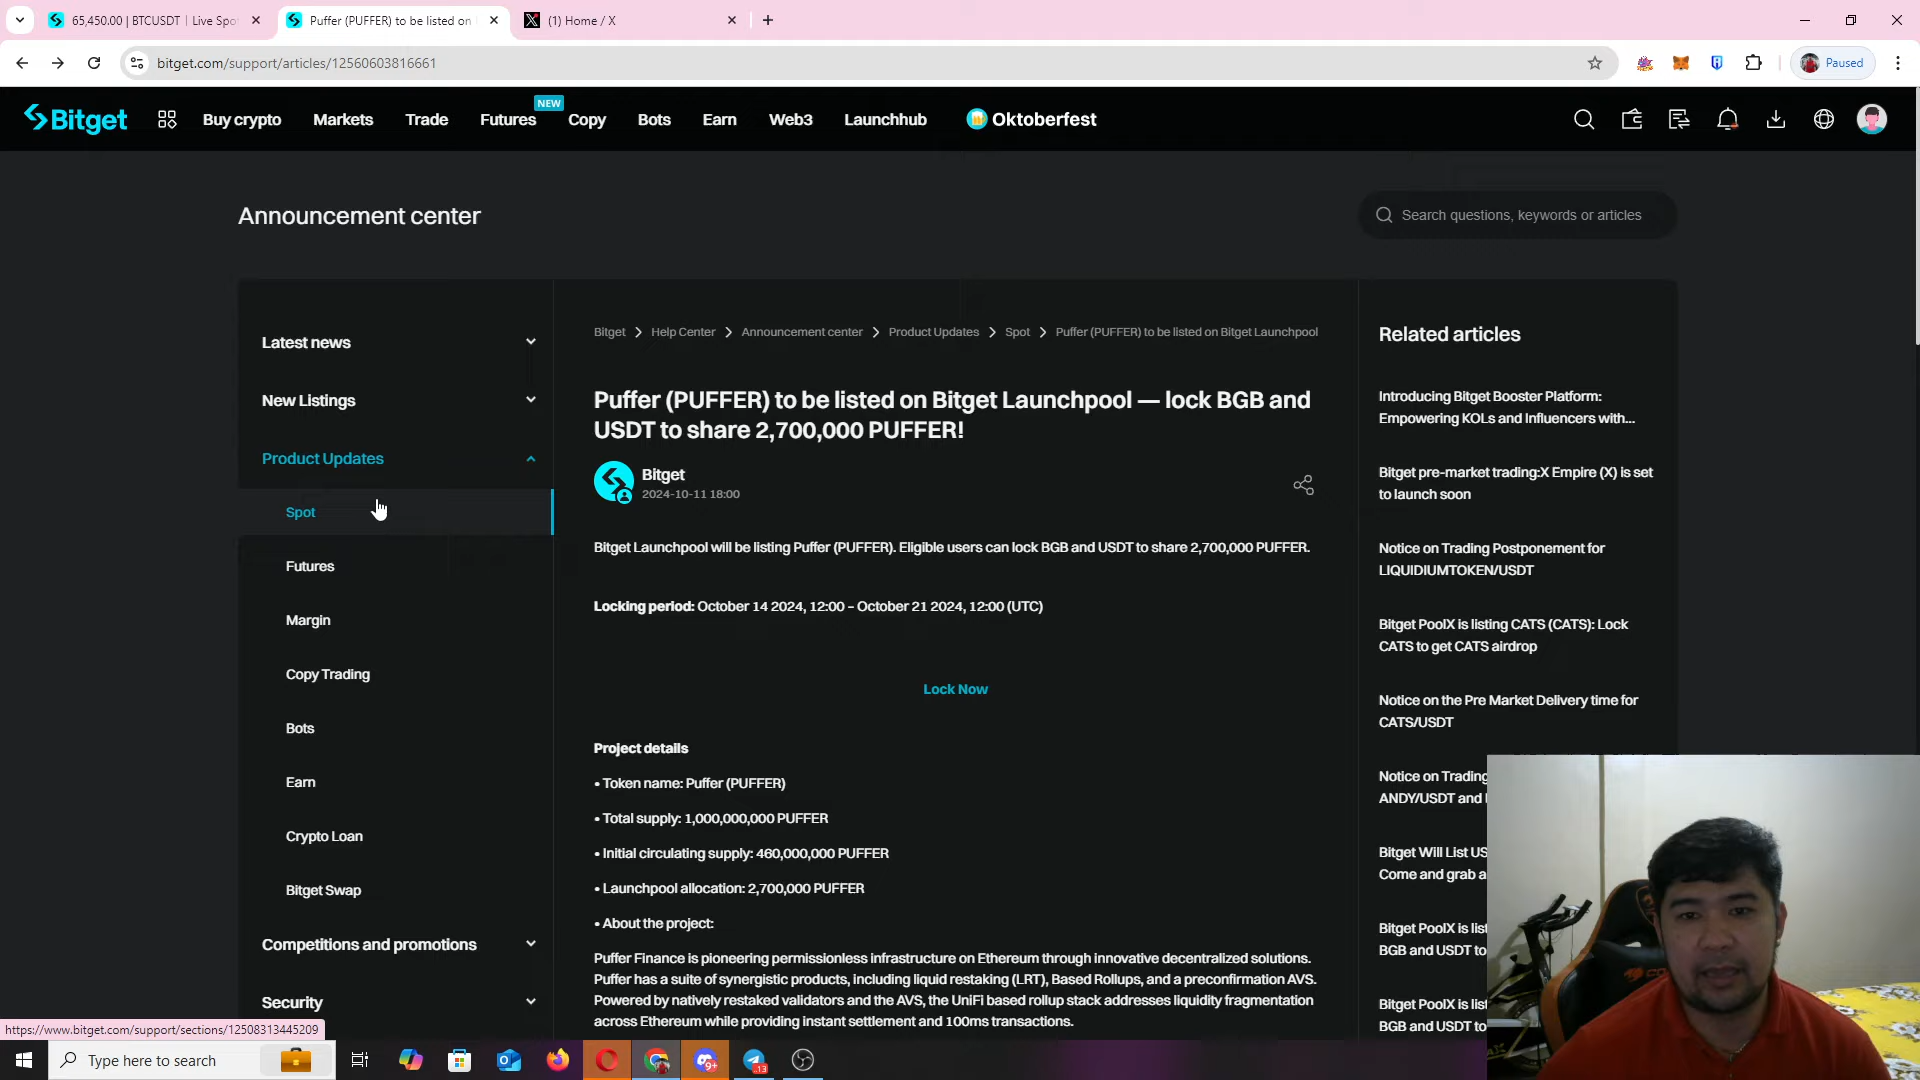 65,450.00 | BTCUSDT | Live Spo
Puffer (PUFFER) to be listed on
(1) Home / X
bitget.com/support/articles/12560603816661
Paused
Bitget
Buy crypto
Markets
Trade
Futures
NEW
Copy
Bots
Earn
Web3
Launchhub
Oktoberfest
Announcement center
Search questions, keywords or articles
Latest news
New Listings
Product Updates
Spot
Futures
Margin
Copy Trading
Bots
Earn
Crypto Loan
Bitget Swap
Competitions and promotions
Security
https://www.bitget.com/support/sections/12508313445209
Bitget > Help Center > Announcement center > Product Updates > Spot > Puffer (PUFFER) to be listed on Bitget Launchpool
Puffer (PUFFER) to be listed on Bitget Launchpool — lock BGB and
USDT to share 2,700,000 PUFFER!
Bitget
2024-10-11 18:00
Bitget Launchpool will be listing Puffer (PUFFER). Eligible users can lock BGB and USDT to share 2,700,000 PUFFER.
Locking period: October 14 2024, 12:00 – October 21 2024, 12:00 (UTC)
Lock Now
Project details
• Token name: Puffer (PUFFER)
• Total supply: 1,000,000,000 PUFFER
• Initial circulating supply: 460,000,000 PUFFER
• Launchpool allocation: 2,700,000 PUFFER
• About the project:
Puffer Finance is pioneering permissionless infrastructure on Ethereum through innovative decentralized solutions.
Puffer has a suite of synergistic products, including liquid restaking (LRT), Based Rollups, and a preconfirmation AVS.
Powered by natively restaked validators and the AVS, the UniFi based rollup stack addresses liquidity fragmentation
across Ethereum while providing instant settlement and 100ms transactions.
Related articles
Introducing Bitget Booster Platform:
Empowering KOLs and Influencers with...
Bitget pre-market trading:X Empire (X) is set
to launch soon
Notice on Trading Postponement for
LIQUIDIUMTOKEN/USDT
Bitget PoolX is listing CATS (CATS): Lock
CATS to get CATS airdrop
Notice on the Pre Market Delivery time for
CATS/USDT
Notice on Trading
ANDY/USDT and
Bitget Will List US
Come and grab a
Bitget PoolX is list
BGB and USDT to
Bitget PoolX is list
BGB and USDT to
Type here to search
9+
13